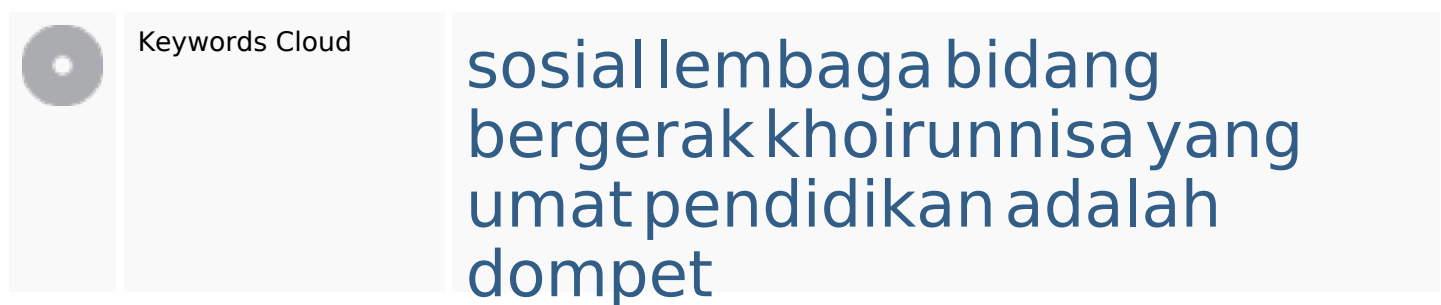 Keywords Cloud
sosial lembaga bidang
bergerak khoirunnisa yang
umat pendidikan adalah
dompet